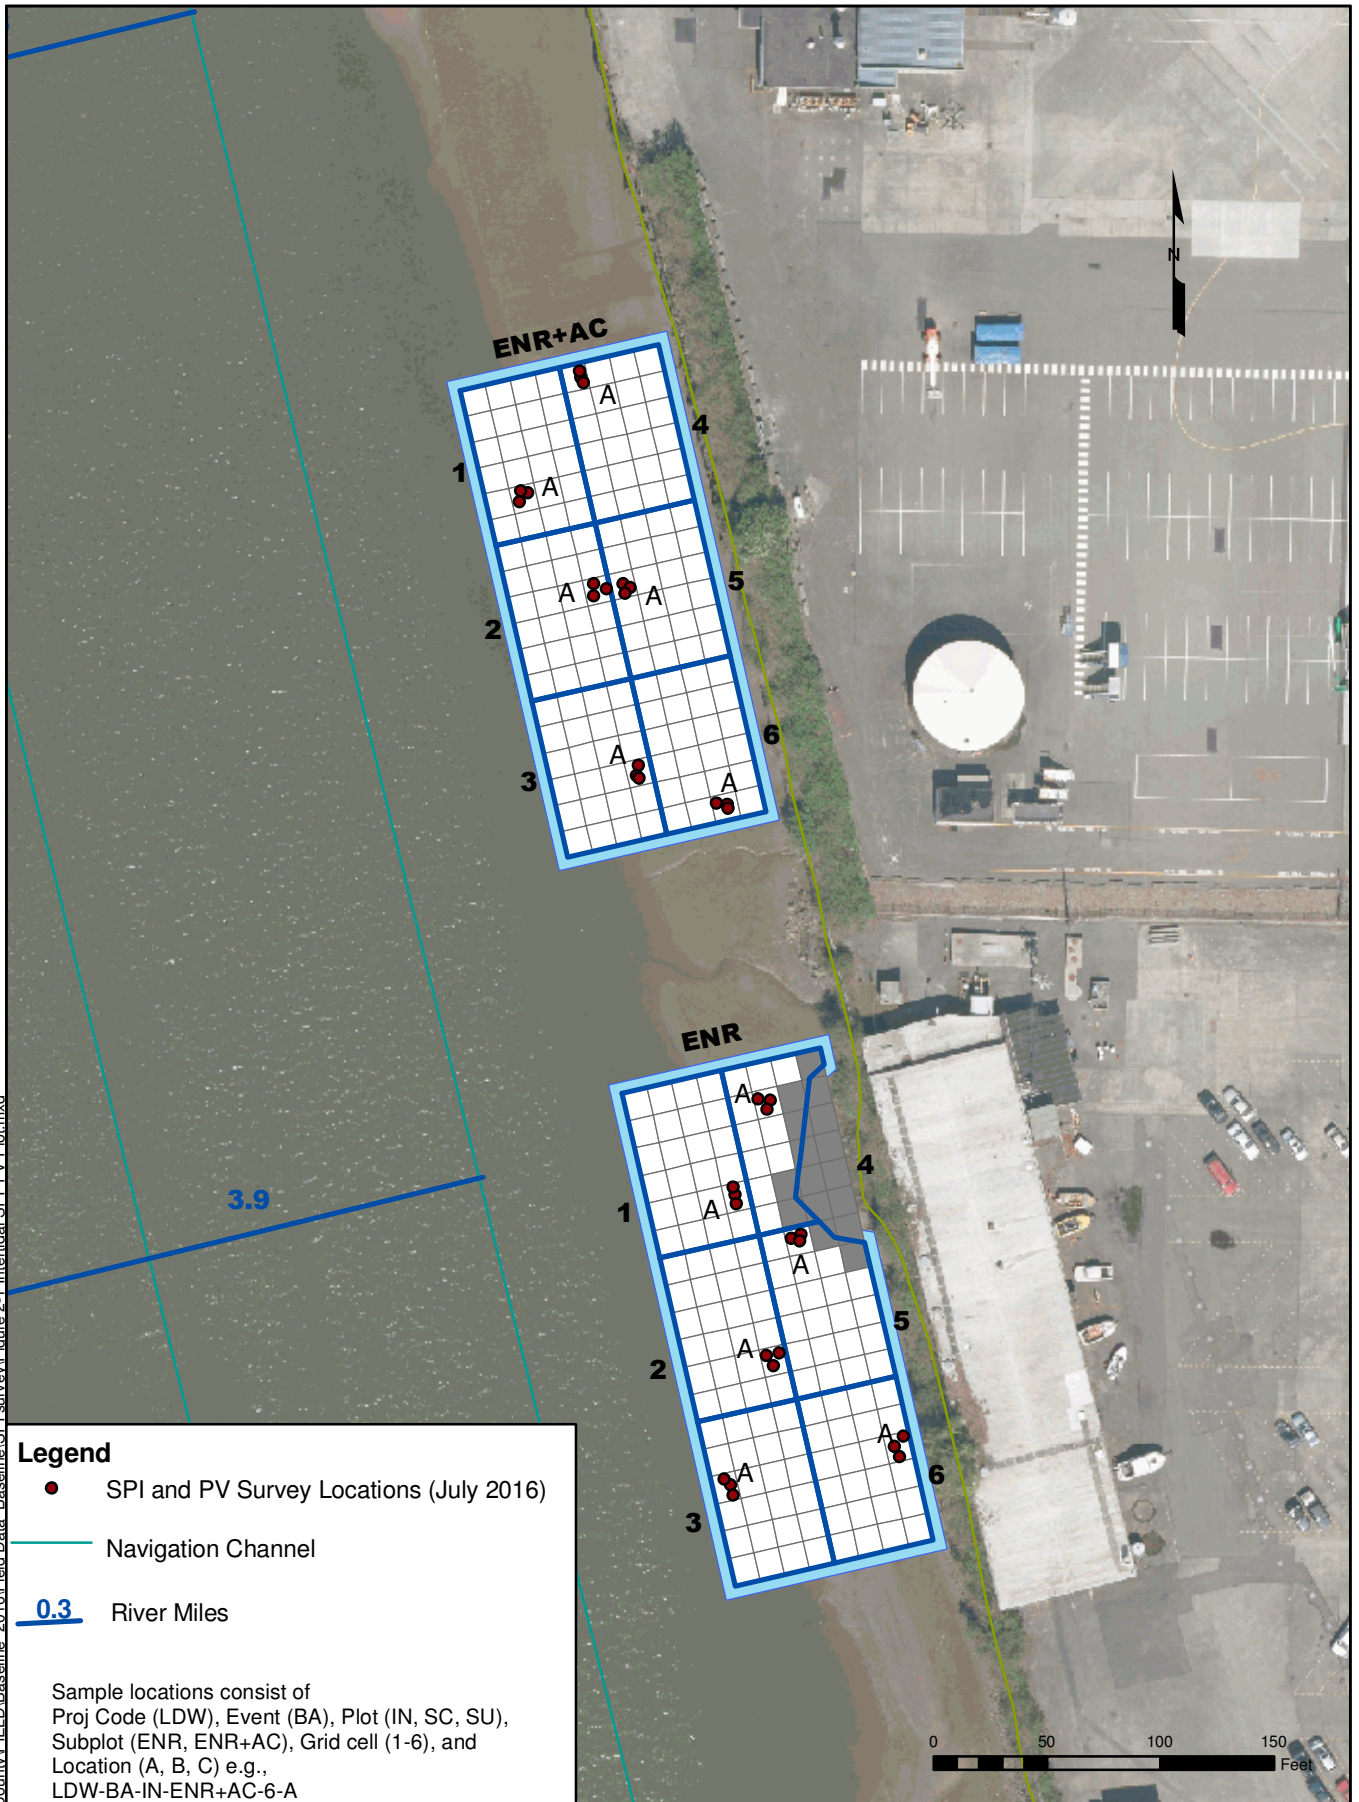 N
ENR+AC
A
4
1
A
5
A
A
2
6
A
3
A
ENR
A
4
3.9
1
A
A
5
A
2
A
6
A
3
Legend
SPI and PV Survey Locations (July 2016)
Navigation Channel
0.3 River Miles
Sample locations consist of
Proj Code (LDW), Event (BA), Plot (IN, SC, SU),
Subplot (ENR, ENR+AC), Grid cell (1-6), and
Location (A, B, C) e.g.,
LDW-BA-IN-ENR+AC-6-A
0 50 100 150
Feet